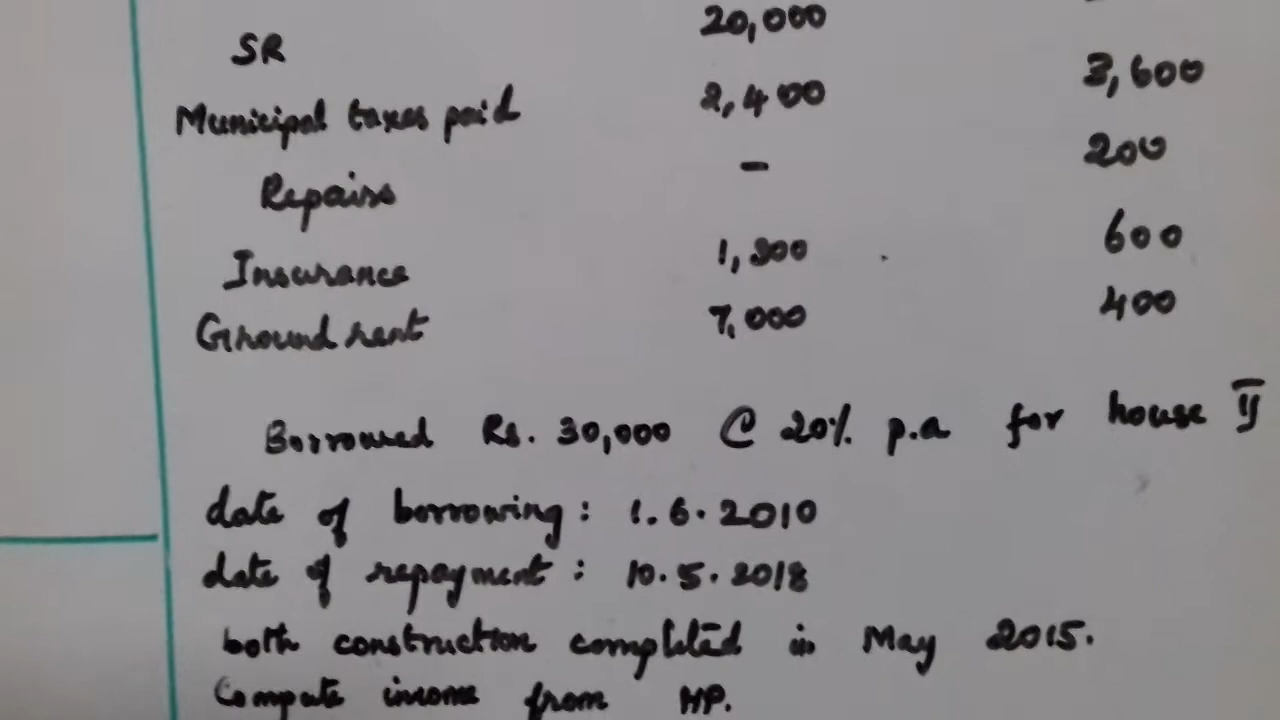 SR 20,000
Municipal taxes paid 2,400 3,600
Repairs - 200
Insurance 1,300 600
Ground rent 7,000 400
Borrowed Rs. 30,000 @ 20% p.a for house II
date of borrowing : 1.6.2010
date of repayment : 10.5.2018
both construction completed in May 2015.
Compute income from HP.